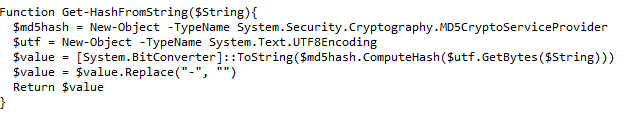 Function Get-HashFromString($String){
  $md5hash = New-Object -TypeName System.Security.Cryptography.MD5CryptoServiceProvider
  $utf = New-Object -TypeName System.Text.UTF8Encoding
  $value = [System.BitConverter]::ToString($md5hash.ComputeHash($utf.GetBytes($String)))
  $value = $value.Replace("-", "")
  Return $value
}